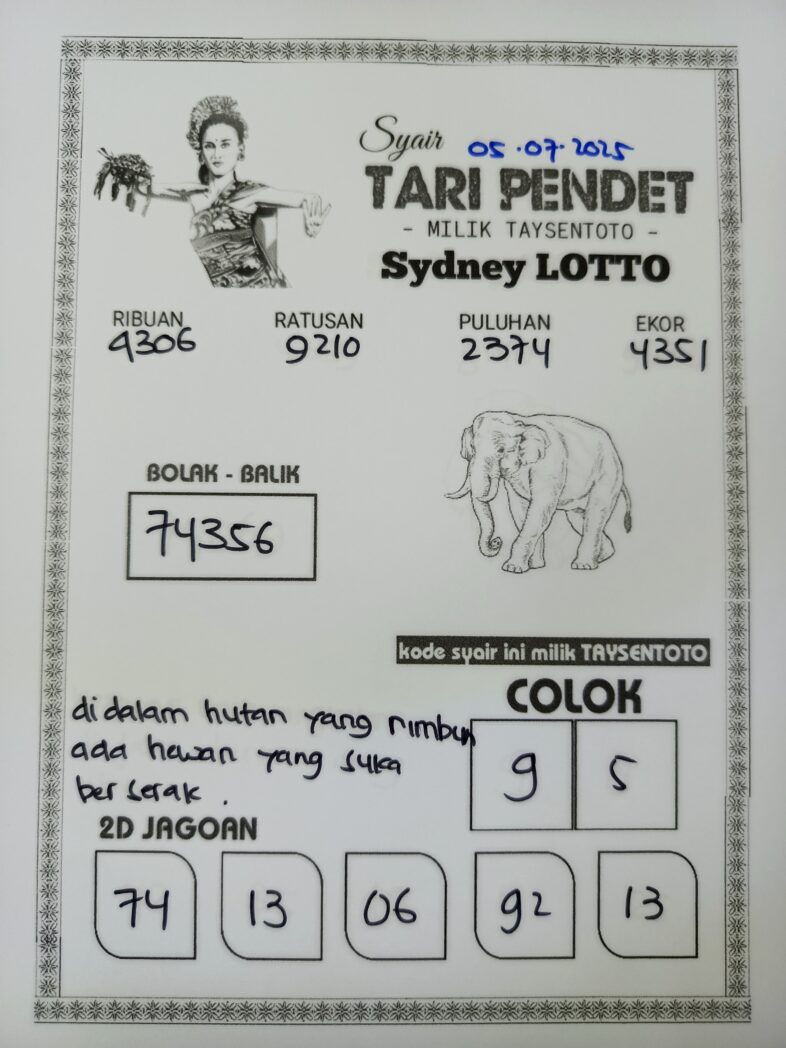 Syair 05.07.2025
TARI PENDET
- MILIK TAYSENTOTO -
Sydney LOTTO
RIBUAN RATUSAN PULUHAN EKOR
4306 9210 2374 4351
BOLAK - BALIK
74356
kode syair ini milik TAYSENTOTO
COLOK
9 5
di dalam hutan yang rimbun
ada hewan yang suka
berserak.
2D JAGOAN
74 13 06 92 13